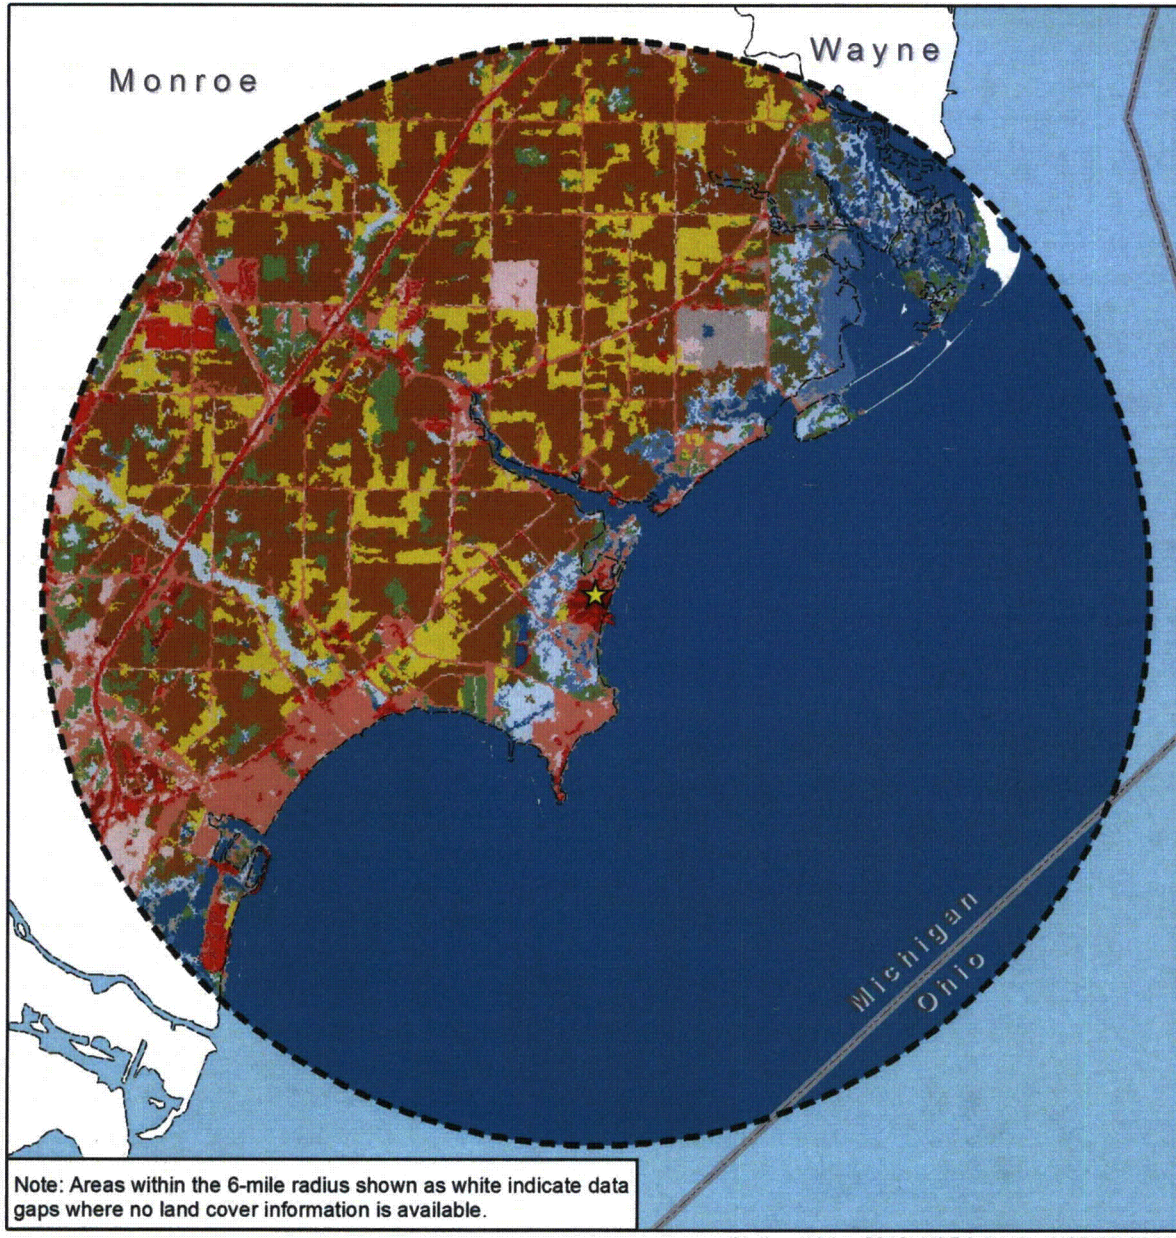 Monroe
Wayne
Michigan
Ohio
Note: Areas within the 6-mile radius shown as white indicate data
gaps where no land cover information is available.